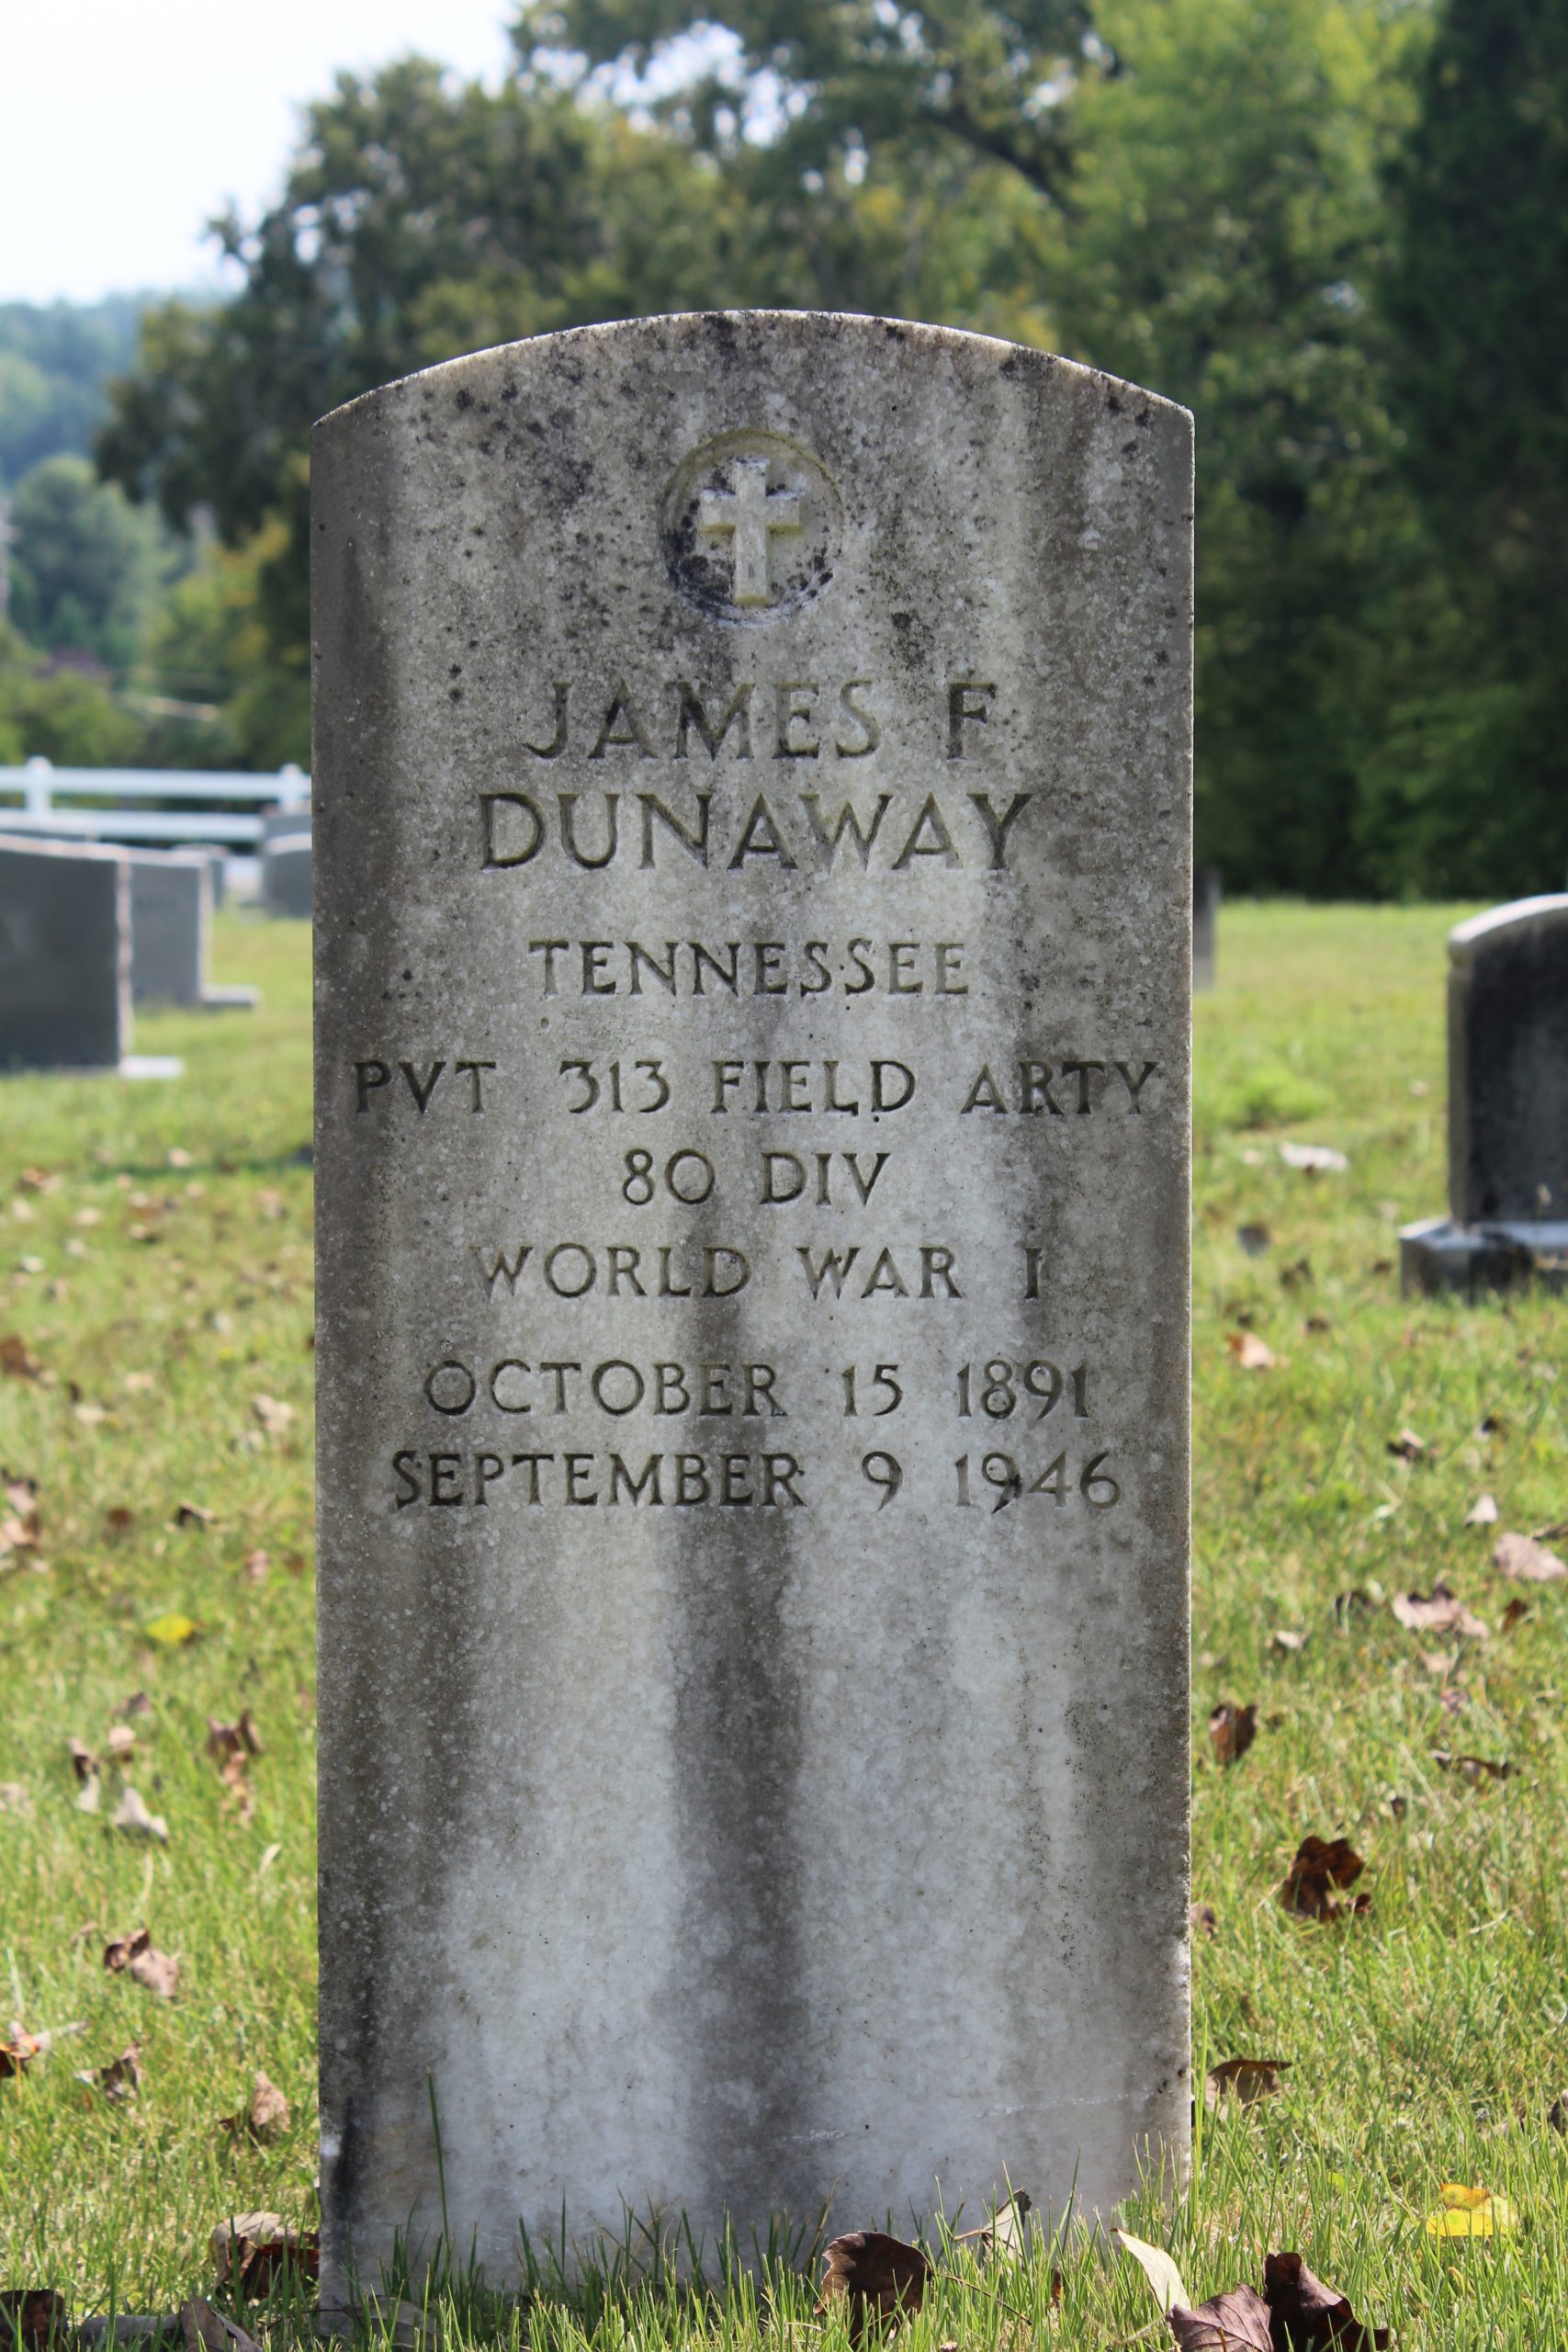 JAMES F
DUNAWAY
TENNESSEE
PVT 313 FIELD ARTY
80 DIV
WORLD WAR I
OCTOBER 15 1891
SEPTEMBER 9 1946